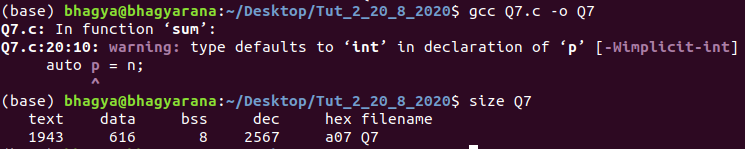 (base) bhagya@bhagyarana:~/Desktop/Tut_2_20_8_2020$ gcc Q7.c -o Q7
Q7.c: In function ‘sum’:
Q7.c:20:10: warning: type defaults to ‘int’ in declaration of ‘p’ [-Wimplicit-int]
     auto p = n;
          ^
(base) bhagya@bhagyarana:~/Desktop/Tut_2_20_8_2020$ size Q7
   text    data     bss     dec     hex filename
   1943     616       8    2567     a07 Q7